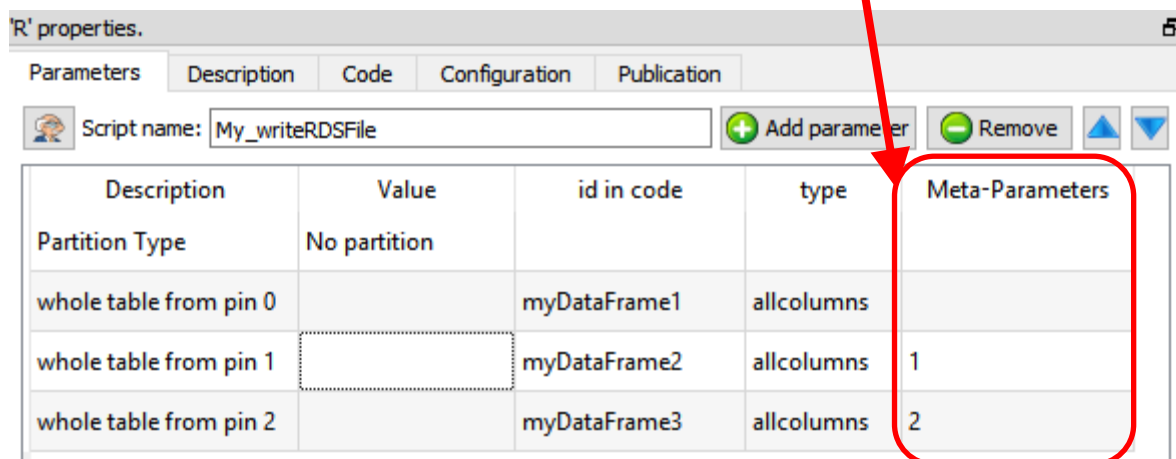 'R' properties.
Parameters Description Code Configuration Publication
Script name: My_writeRDSFile Add parameter Remove
Description Value id in code type Meta-Parameters
Partition Type No partition
whole table from pin 0 myDataFrame1 allcolumns
whole table from pin 1 myDataFrame2 allcolumns 1
whole table from pin 2 myDataFrame3 allcolumns 2